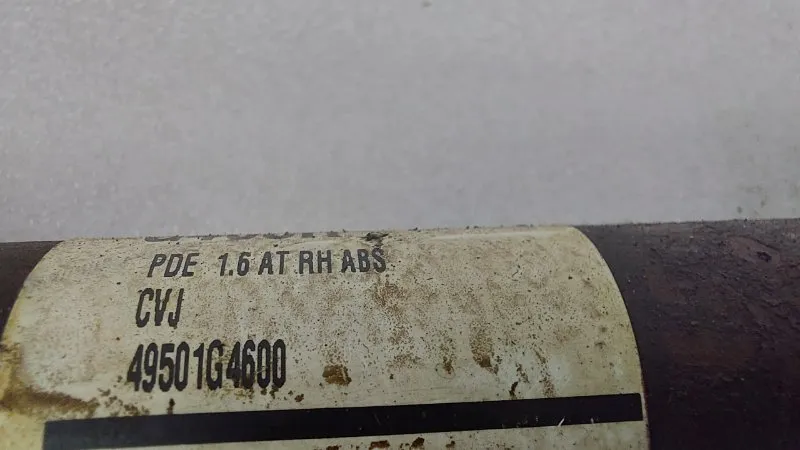 PDE 1.6 AT RH ABS
CVJ
49501G4600